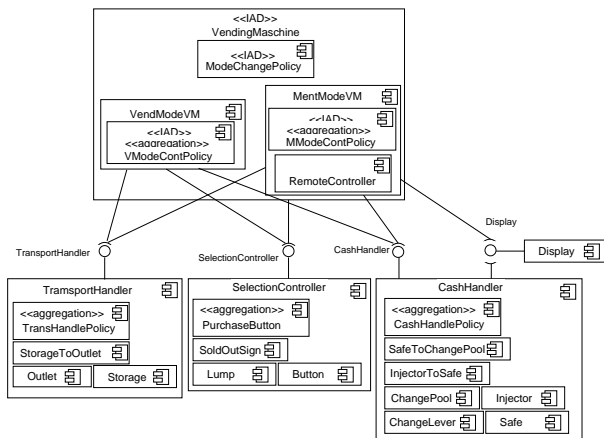 <<IAD>>
VendingMaschine
<<IAD>>
ModeChangePolicy
VendModeVM
<<IAD>>
<<aggregation>>
VModeContPolicy
MentModeVM
<<IAD>>
<<aggregation>>
MModeContPolicy
RemoteController
TransportHandler
SelectionController
CashHandler
Display
Display
TramsportHandler
<<aggregation>>
TransHandlePolicy
StorageToOutlet
Outlet
Storage
SelectionController
<<aggregation>>
PurchaseButton
SoldOutSign
Lump
Button
CashHandler
<<aggregation>>
CashHandlePolicy
SafeToChangePool
InjectorToSafe
ChangePool
Injector
ChangeLever
Safe